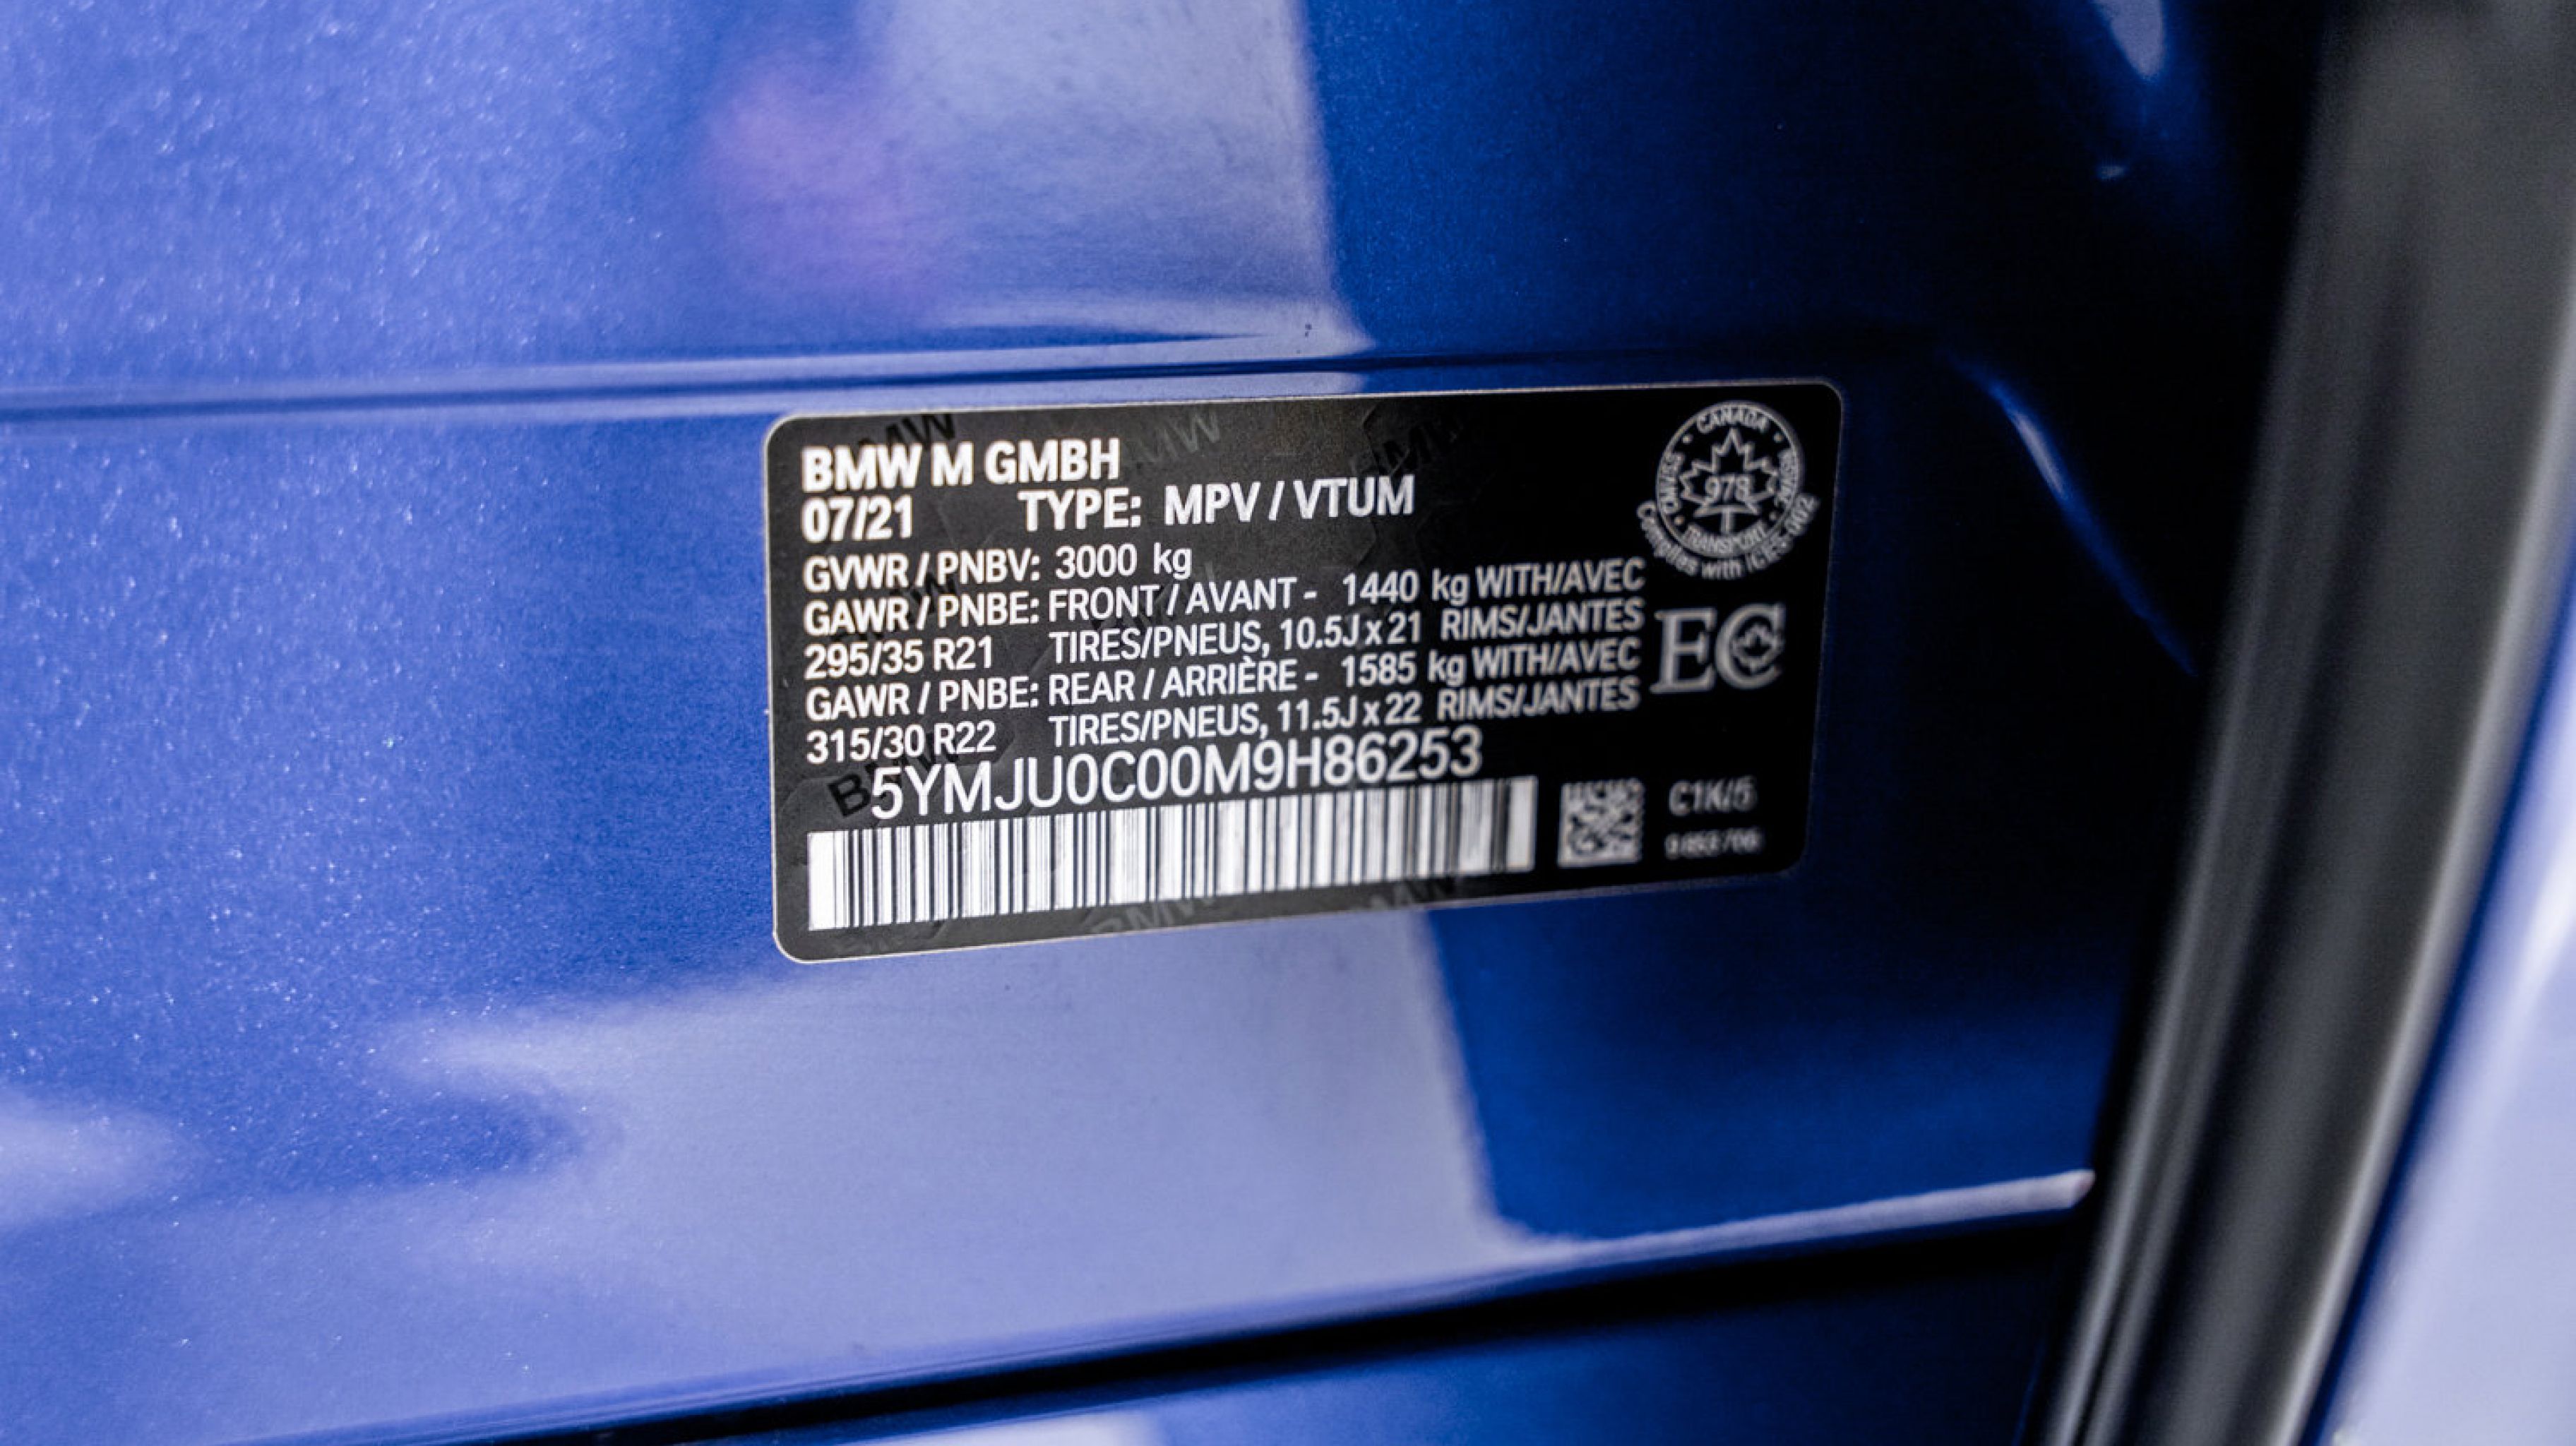 BMW M GMBH
07/21 TYPE: MPV / VTUM
GVWR / PNBV: 3000 kg
GAWR / PNBE: FRONT / AVANT - 1440 kg WITH/AVEC
295/35 R21 TIRES/PNEUS, 10.5J x 21 RIMS/JANTES
GAWR / PNBE: REAR / ARRIÈRE - 1585 kg WITH/AVEC
315/30 R22 TIRES/PNEUS, 11.5J x 22 RIMS/JANTES
5YMJU0C00M9H86253
CANADA
978
TRANSPORT
Complies with ICES-002
EC
C1K/5